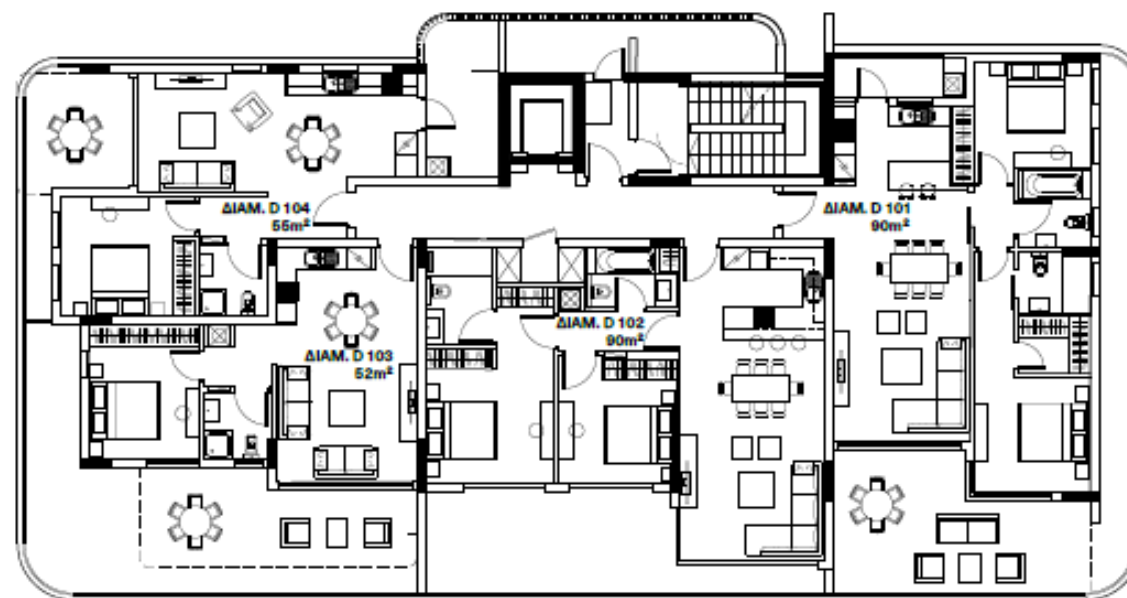 ΔΙΑΜ. D 104
55m²
ΔΙΑΜ. D 101
90m²
ΔΙΑΜ. D 102
90m²
ΔΙΑΜ. D 103
52m²